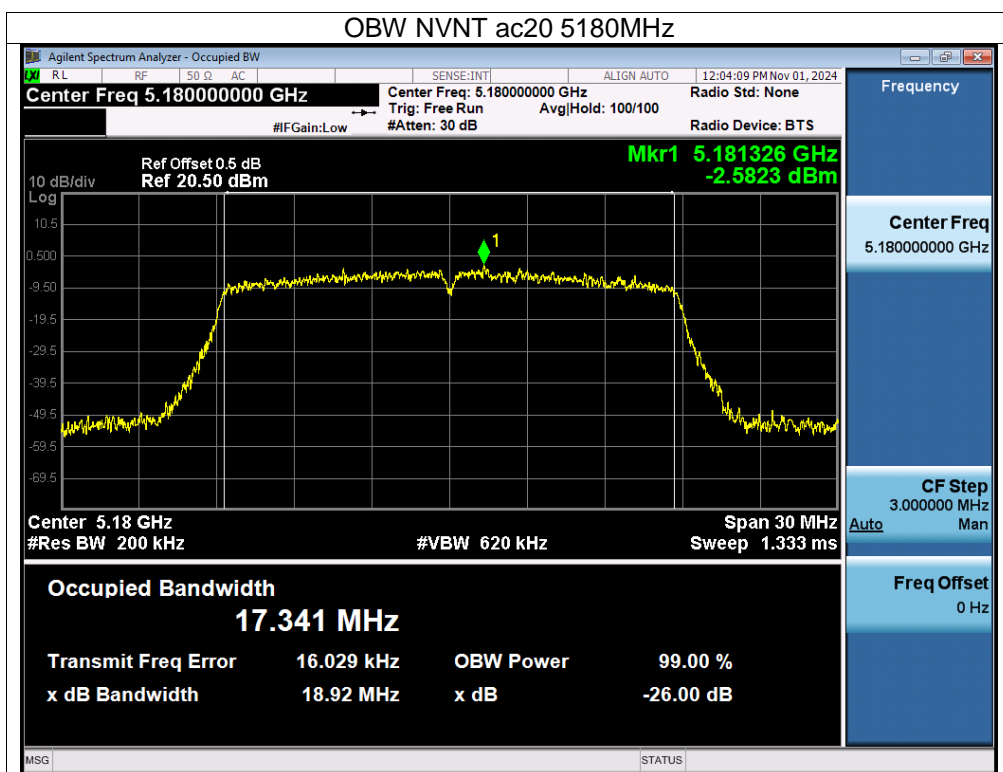 OBW NVNT ac20 5180MHz
Agilent Spectrum Analyzer - Occupied BW
LXI RL RF 50 Ω AC SENSE:INT ALIGN AUTO 12:04:09 PM Nov 01, 2024
Center Freq 5.180000000 GHz
Center Freq: 5.180000000 GHz
Radio Std: None
Trig: Free Run Avg|Hold: 100/100
#IFGain:Low #Atten: 30 dB Radio Device: BTS
Mkr1 5.181326 GHz
-2.5823 dBm
Ref Offset 0.5 dB
10 dB/div Ref 20.50 dBm
Log
10.5
0.500
-9.50
-19.5
-29.5
-39.5
-49.5
-59.5
-69.5
1
Center 5.18 GHz Span 30 MHz
#Res BW 200 kHz #VBW 620 kHz Sweep 1.333 ms
Occupied Bandwidth
17.341 MHz
Transmit Freq Error 16.029 kHz OBW Power 99.00 %
x dB Bandwidth 18.92 MHz x dB -26.00 dB
MSG STATUS
Frequency
Center Freq
5.180000000 GHz
CF Step
3.000000 MHz
Auto Man
Freq Offset
0 Hz